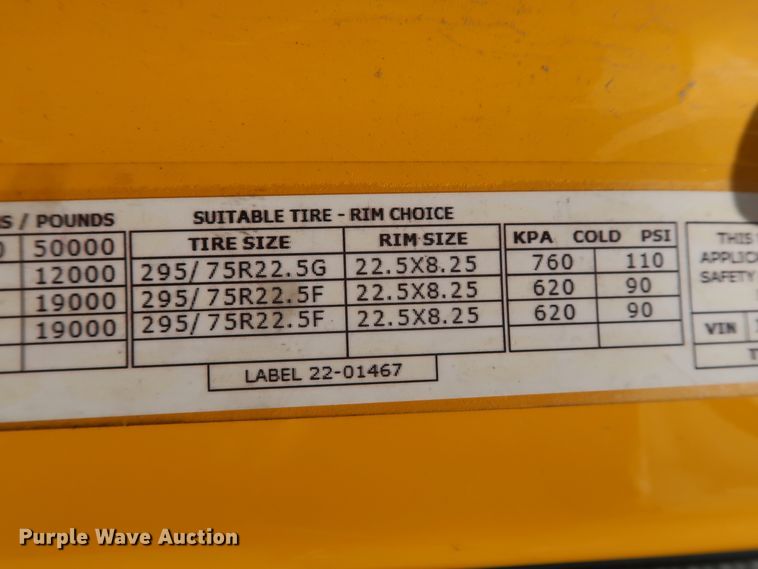 / POUNDS SUITABLE TIRE - RIM CHOICE
50000 TIRE SIZE RIM SIZE KPA COLD PSI THIS
12000 295/75R22.5G 22.5X8.25 760 110
19000 295/75R22.5F 22.5X8.25 620 90 SAFETY
19000 295/75R22.5F 22.5X8.25 620 90
VIN
LABEL 22-01467
Purple Wave Auction